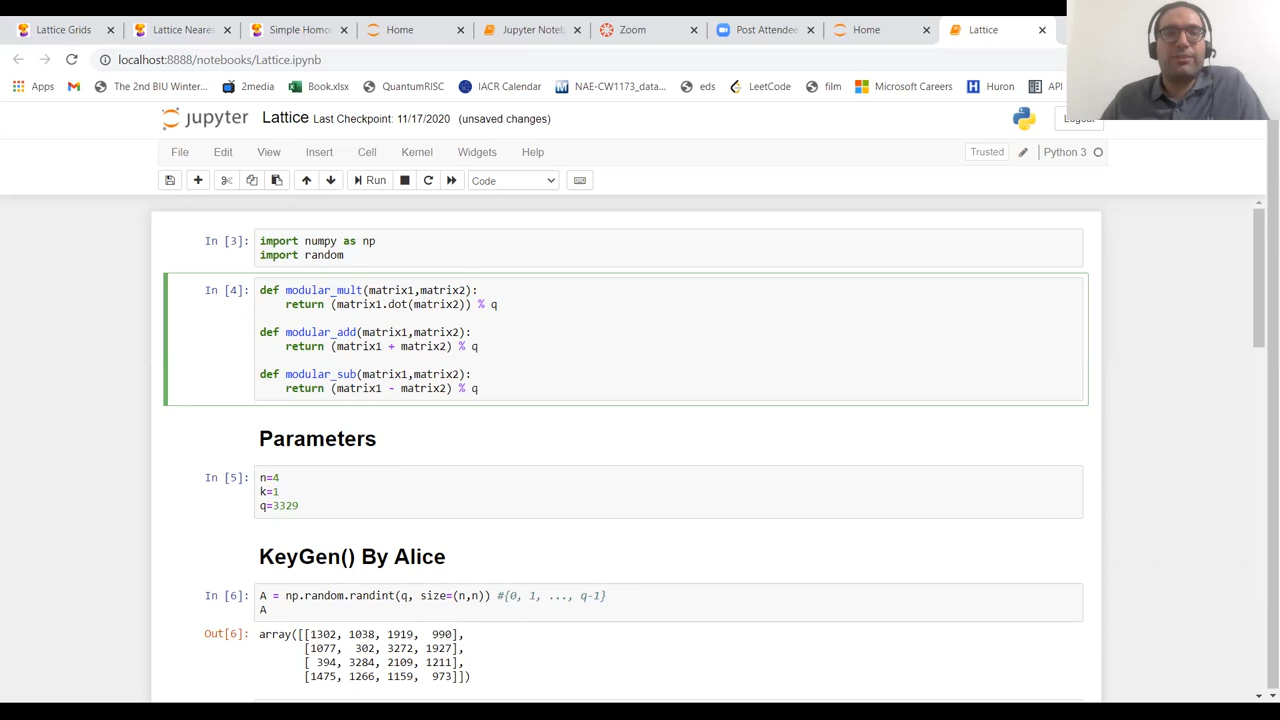 Lattice Grids
Lattice Neares
Simple Homo
Home
Jupyter Noteb
Zoom
Post Attendee
Home
Lattice
localhost:8888/notebooks/Lattice.ipynb
Apps
The 2nd BIU Winter...
2medio
Book.xlsx
QuantumRISC
IACR Calendar
NAE-CW1173_data...
eds
LeetCode
film
Microsoft Careers
Huron
API
jupyter Lattice Last Checkpoint: 11/17/2020 (unsaved changes)
File Edit View Insert Cell Kernel Widgets Help Trusted Python 3
Run Code
In [3]: import numpy as np
import random
In [4]: def modular_mult(matrix1,matrix2):
return (matrix1.dot(matrix2)) % q
def modular_add(matrix1,matrix2):
return (matrix1 + matrix2) % q
def modular_sub(matrix1,matrix2):
return (matrix1 - matrix2) % q
Parameters
In [5]: n=4
k=1
q=3329
KeyGen() By Alice
In [6]: A = np.random.randint(q, size=(n,n)) #{0, 1, ..., q-1}
A
Out[6]: array([[1302, 1038, 1919, 990],
[1077, 302, 3272, 1927],
[ 394, 3284, 2109, 1211],
[1475, 1266, 1159, 973]])